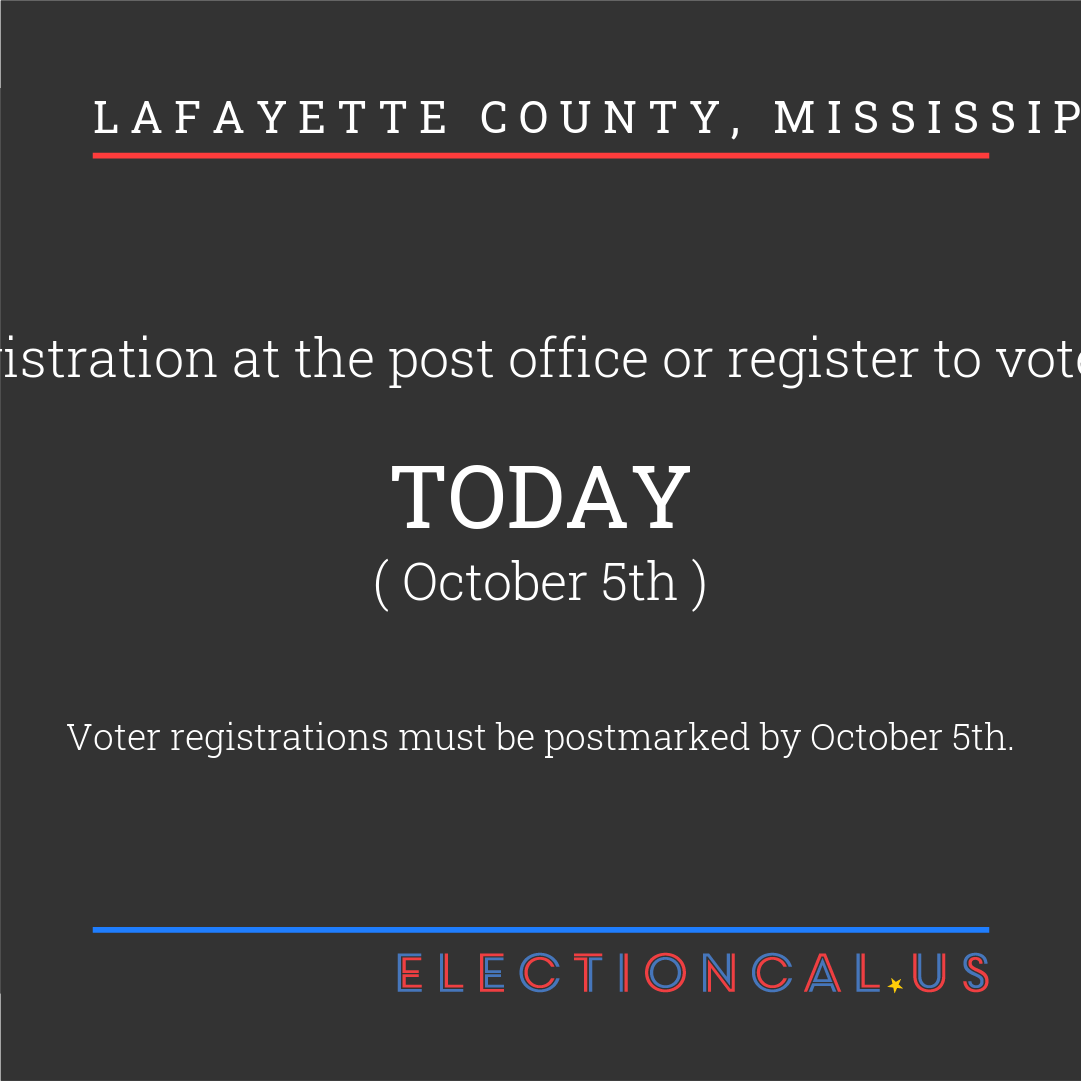 LAFAYETTE COUNTY, MISSISSIP
istration at the post office or register to vot
TODAY
( October 5th )
Voter registrations must be postmarked by October 5th.
ELECTIONCAL.US